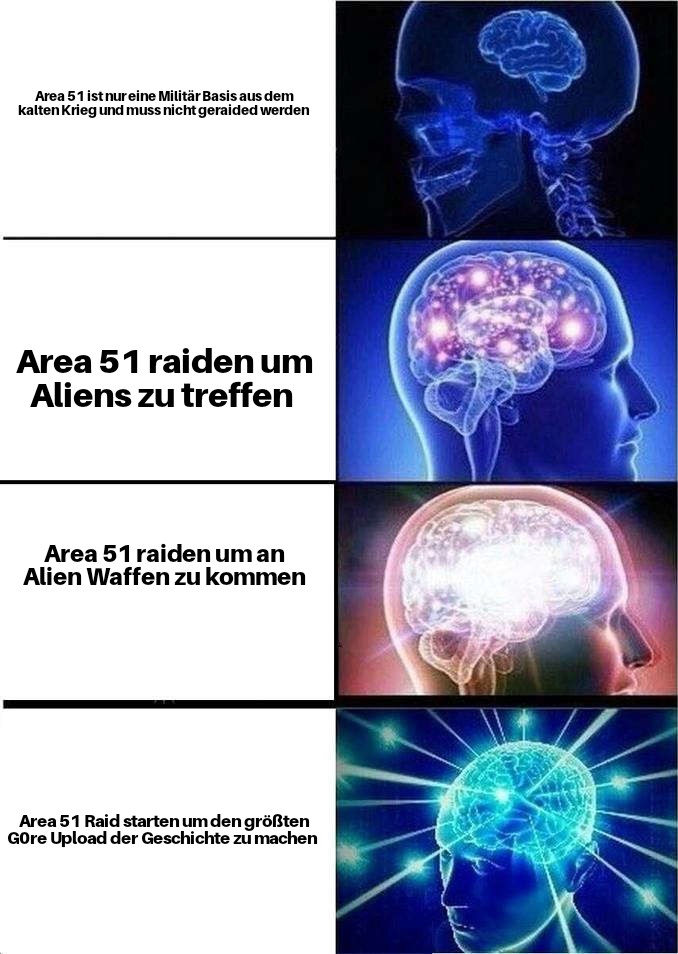 Area 51 ist nur eine Militär Basis aus dem
kalten Krieg und muss nicht geraided werden
Area 51 raiden um
Aliens zu treffen
Area 51 raiden um an
Alien Waffen zu kommen
Area 51 Raid starten um den größten
G0re Upload der Geschichte zu machen